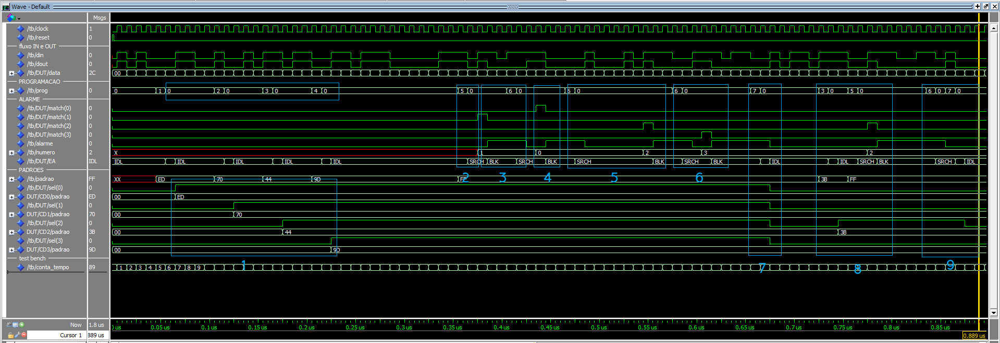 Wave - Default
Msgs
/tb/clock 1
/tb/reset 0
fluxo IN e OUT
/tb/din 0
/tb/dout 0
/tb/DUT/data 2C 00
PROGRAMACAO
/tb/prog 0 0 1 0 2 0 3 0 4 0 5 0 6 0 6 0 6 0 7 0 3 0 5 0 6 0 7 0
ALARME
/tb/DUT/match(0) 0
/tb/DUT/match(1) 0
/tb/DUT/match(2) 0
/tb/DUT/match(3) 0
/tb/alarme 0
/tb/numero 2 X 1 0 2 3 2
/tb/DUT/EA IDL IDL IDL IDL IDL IDL SRCH BLK SRCH BLK SRCH BLK SRCH BLK IDL IDL SRCH BLK SRCH IDL
PADROES
2 3 4 5 6
/tb/padrao FF XX ED 70 44 9D FF 3B FF
/tb/DUT/sel(0) 0
DUT/CD0/padrao ED 00 ED
/tb/DUT/sel(1) 0
DUT/CD1/padrao 70 00 70
/tb/DUT/sel(2) 0
DUT/CD2/padrao 3B 00 44 3B
/tb/DUT/sel(3) 0
DUT/CD3/padrao 9D 00 9D
test bench
/tb/conta_tempo 89 1 2 3 4 5 6 7 8 9
1 7 8 9
Now 1.8 us
0.05 us 0.1 us 0.15 us 0.2 us 0.25 us 0.3 us 0.35 us 0.4 us 0.45 us 0.5 us 0.55 us 0.6 us 0.65 us 0.7 us 0.75 us 0.8 us 0.85 us
Cursor 1 0.889 us